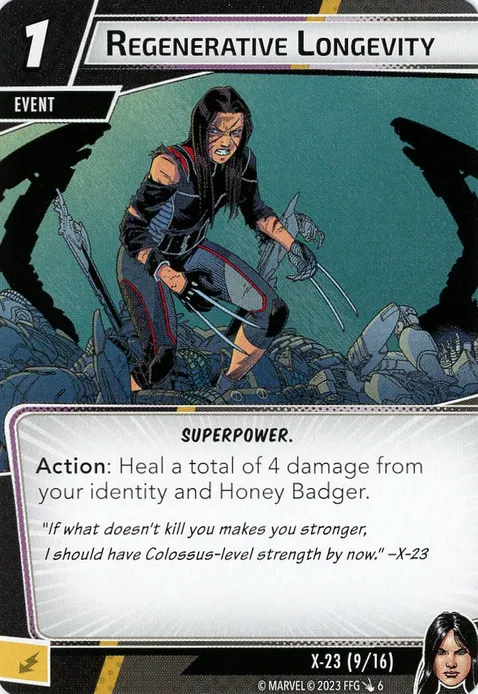 1
REGENERATIVE LONGEVITY
EVENT
SUPERPOWER.
Action: Heal a total of 4 damage from
your identity and Honey Badger.
"If what doesn't kill you makes you stronger,
I should have Colossus-level strength by now." –X-23
X-23 (9/16)
© MARVEL © 2023 FFG 6